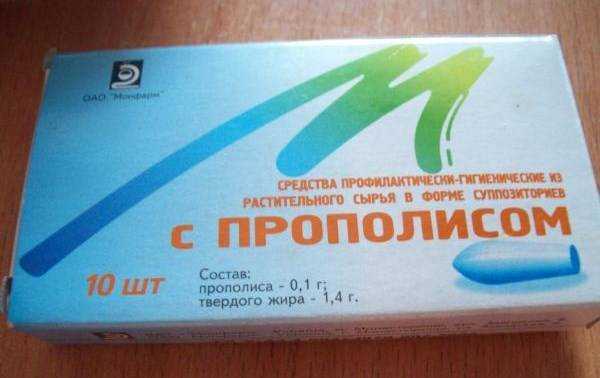 ОАО "Монфарм"
СРЕДСТВА ПРОФИЛАКТИЧЕСКИ-ГИГИЕНИЧЕСКИЕ ИЗ
РАСТИТЕЛЬНОГО СЫРЬЯ В ФОРМЕ СУППОЗИТОРИЕВ
С ПРОПОЛИСОМ
10 ШТ
Состав:
прополиса - 0,1 г;
твердого жира - 1,4 г.